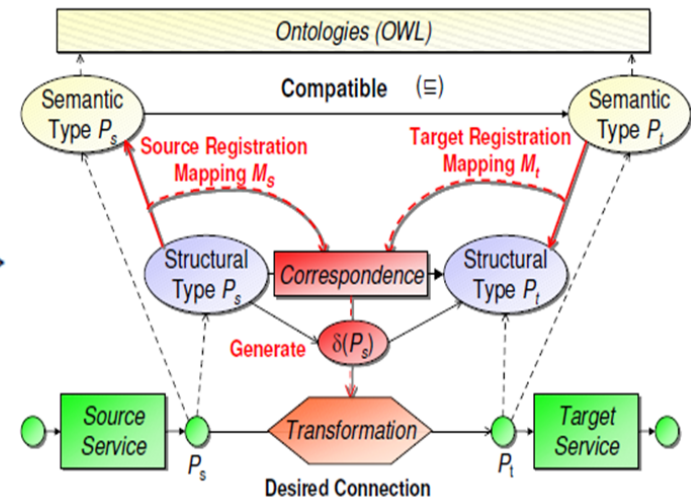 Ontologies (OWL)
Compatible (⊑)
Semantic
Type Ps
Semantic
Type Pt
Source Registration
Mapping Ms
Target Registration
Mapping Mt
Structural
Type Ps
Correspondence
Structural
Type Pt
Generate
δ(Ps)
Source
Service
Ps
Transformation
Pt
Target
Service
Desired Connection